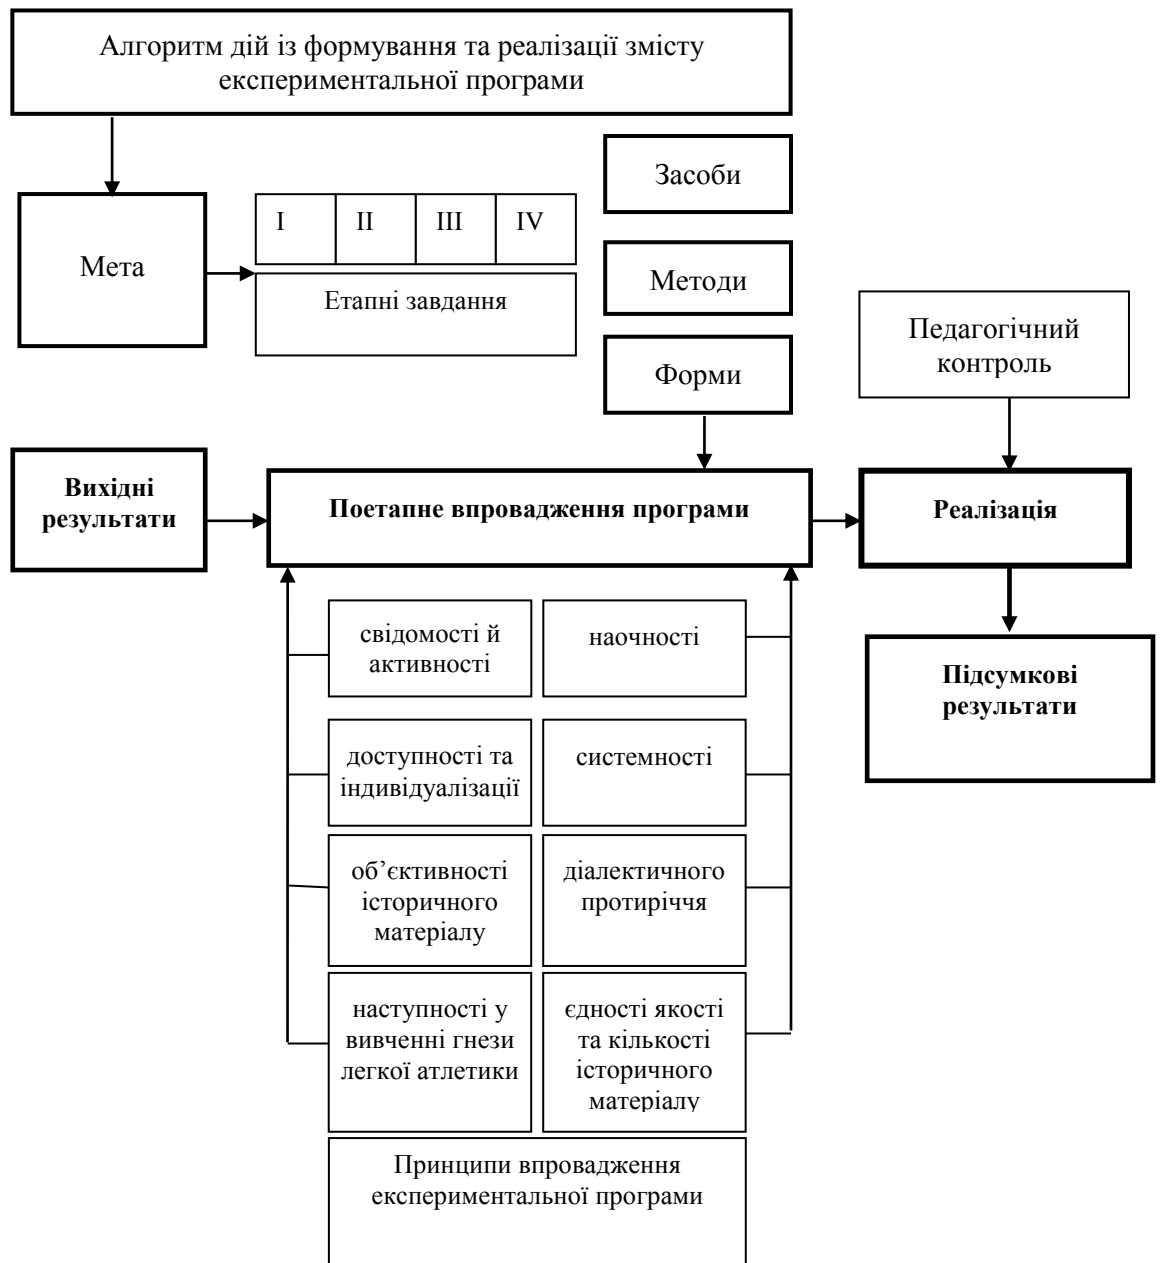 Алгоритм дій із формування та реалізації змісту
експериментальної програми
Засоби
Мета
I
II
III
IV
Етапні завдання
Методи
Форми
Педагогічний
контроль
Вихідні
результати
Поетапне впровадження програми
Реалізація
Підсумкові
результати
свідомості й
активності
наочності
доступності та
індивідуалізації
системності
об’єктивності
історичного
матеріалу
діалектичного
протиріччя
наступності у
вивченні гнези
легкої атлетики
єдності якості
та кількості
історичного
матеріалу
Принципи впровадження
експериментальної програми